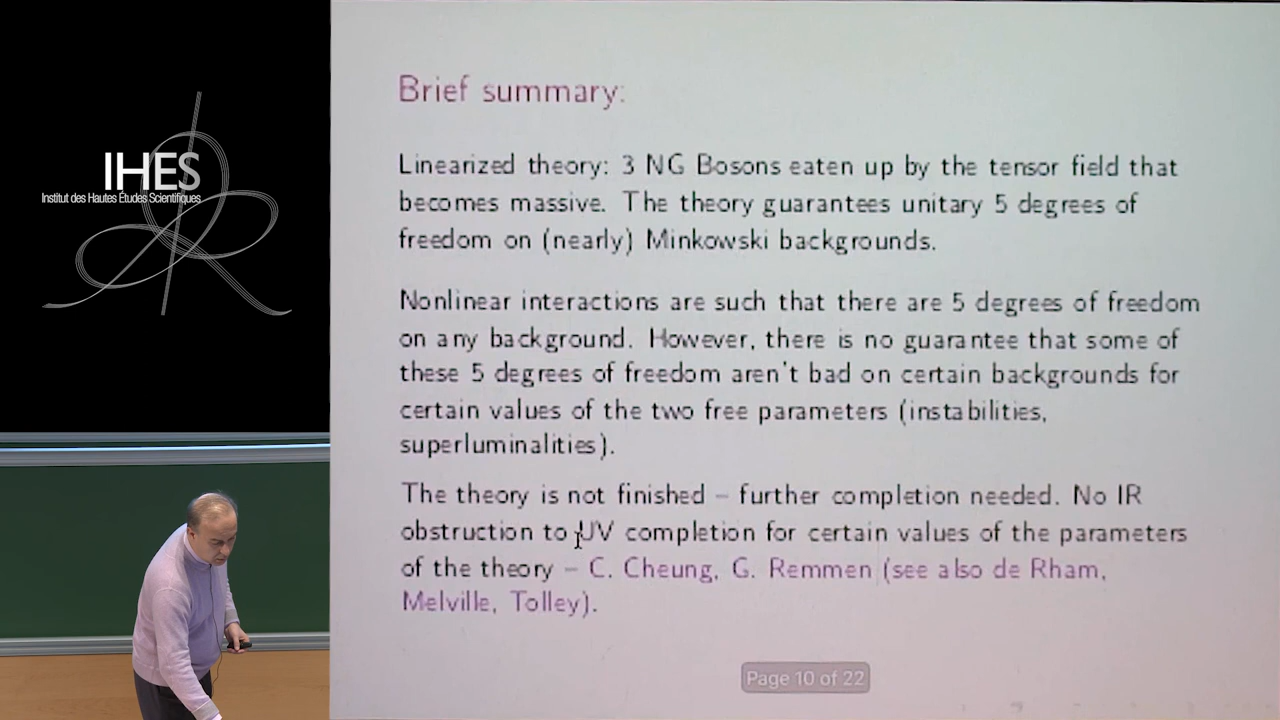 IHES
Institut des Hautes Études Scientifiques
Brief summary:
Linearized theory: 3 NG Bosons eaten up by the tensor field that
becomes massive. The theory guarantees unitary 5 degrees of
freedom on (nearly) Minkowski backgrounds.
Nonlinear interactions are such that there are 5 degrees of freedom
on any background. However, there is no guarantee that some of
these 5 degrees of freedom aren't bad on certain backgrounds for
certain values of the two free parameters (instabilities,
superluminalities).
The theory is not finished – further completion needed. No IR
obstruction to UV completion for certain values of the parameters
of the theory – C. Cheung, G. Remmen (see also de Rham,
Melville, Tolley).
Page 10 of 22